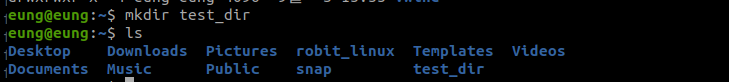 eung@eung:~$ mkdir test_dir
eung@eung:~$ ls
Desktop Downloads Pictures robit_linux Templates Videos
Documents Music Public snap test_dir